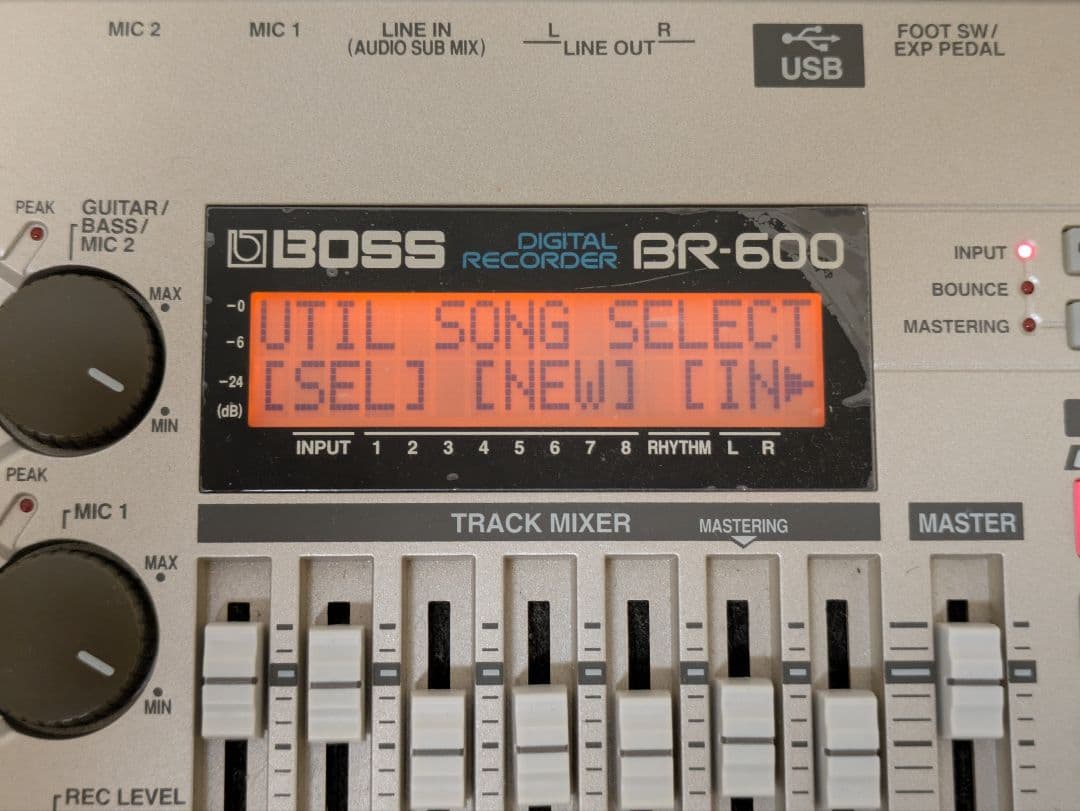 MIC 2
MIC 1
LINE IN
(AUDIO SUB MIX)
L
R
LINE OUT
USB
FOOT SW/
EXP PEDAL
PEAK
GUITAR/
BASS/
MIC 2
MAX
MIN
BOSS
DIGITAL
RECORDER
BR-600
INPUT
BOUNCE
MASTERING
-0
-6
-24
(dB)
UTIL SONG SELECT
[SEL] [NEW] [IN
INPUT 1 2 3 4 5 6 7 8 RHYTHM L R
PEAK
MIC 1
MAX
MIN
REC LEVEL
TRACK MIXER
MASTERING
MASTER